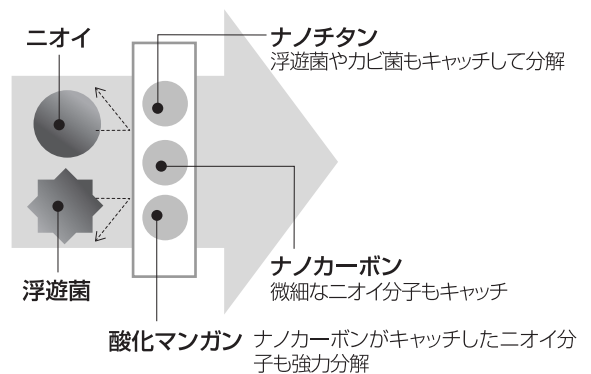 ニオイ
ナノチタン
浮遊菌やカビ菌もキャッチして分解
ナノカーボン
微細なニオイ分子もキャッチ
浮遊菌
酸化マンガン ナノカーボンがキャッチしたニオイ分
子も強力分解